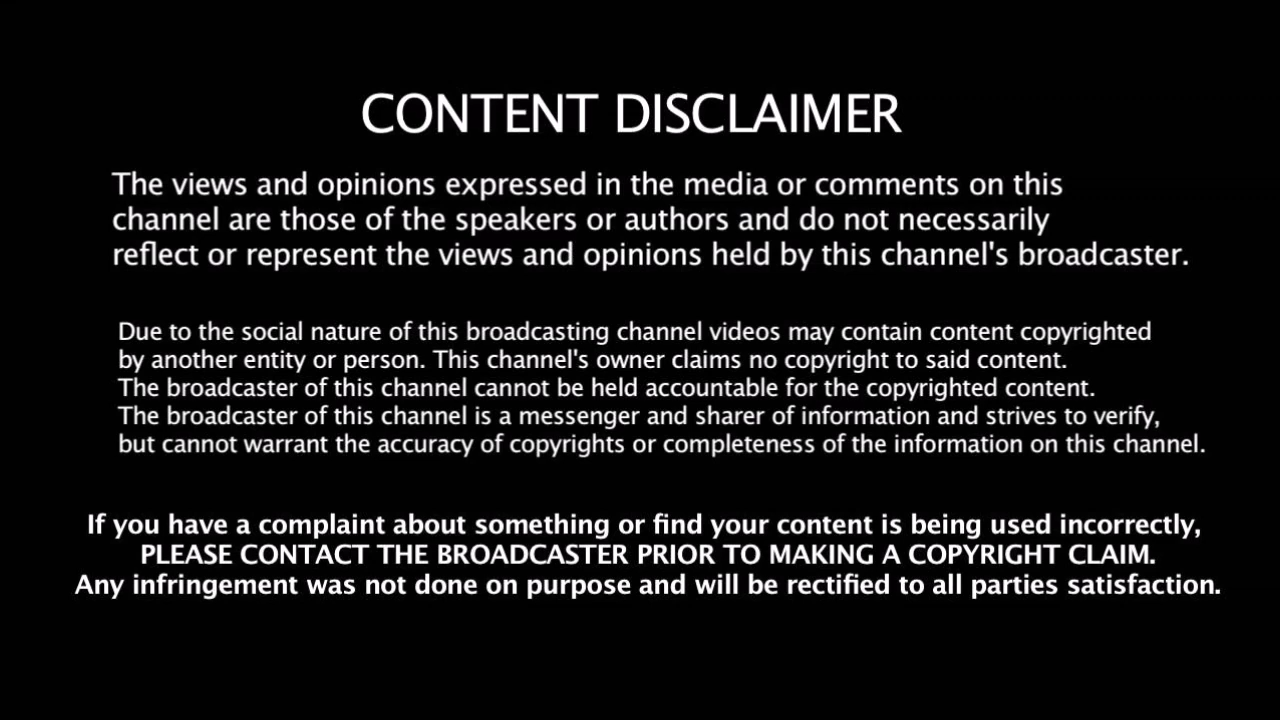 CONTENT DISCLAIMER
The views and opinions expressed in the media or comments on this
channel are those of the speakers or authors and do not necessarily
reflect or represent the views and opinions held by this channel's broadcaster.
Due to the social nature of this broadcasting channel videos may contain content copyrighted
by another entity or person. This channel's owner claims no copyright to said content.
The broadcaster of this channel cannot be held accountable for the copyrighted content.
The broadcaster of this channel is a messenger and sharer of information and strives to verify,
but cannot warrant the accuracy of copyrights or completeness of the information on this channel.
If you have a complaint about something or find your content is being used incorrectly,
PLEASE CONTACT THE BROADCASTER PRIOR TO MAKING A COPYRIGHT CLAIM.
Any infringement was not done on purpose and will be rectified to all parties satisfaction.